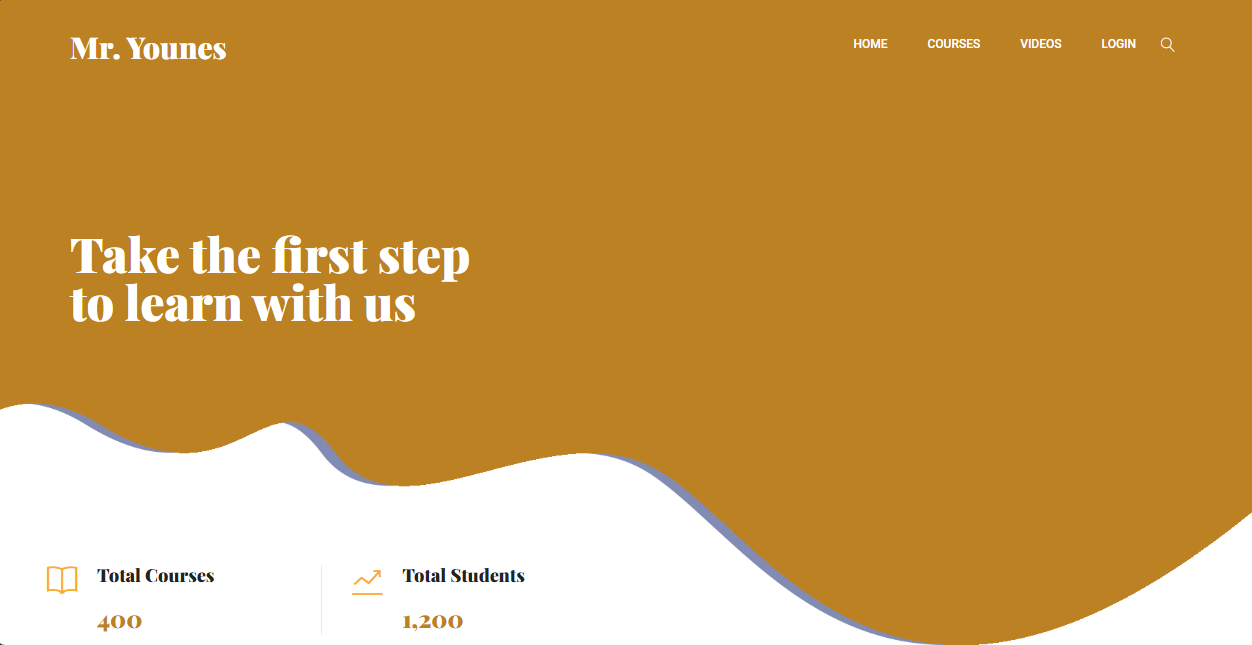 Mr. Younes
HOME
COURSES
VIDEOS
LOGIN
Take the first step
to learn with us
Total Courses
400
Total Students
1,200